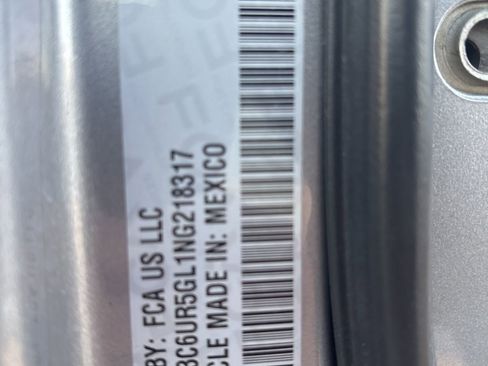 BY: FCA US LLC
3C6UR5GL1NG218317
CLE MADE IN: MEXICO